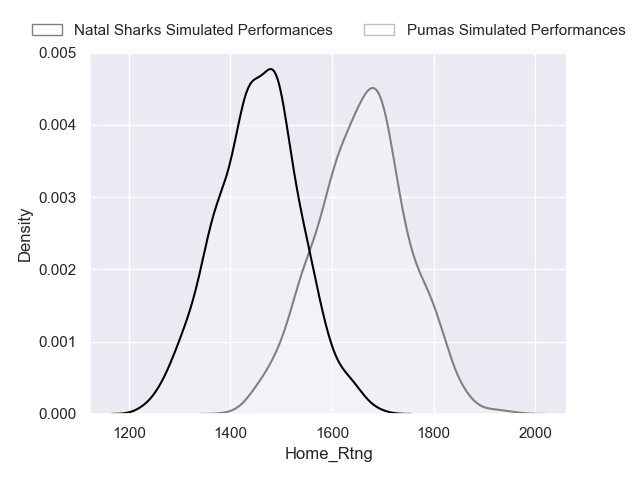 Natal Sharks Simulated Performances Pumas Simulated Performances
0.005
0.004
0.003
0.002
0.001
0.000
Density
1200 1400 1600 1800 2000
Home_Rtng